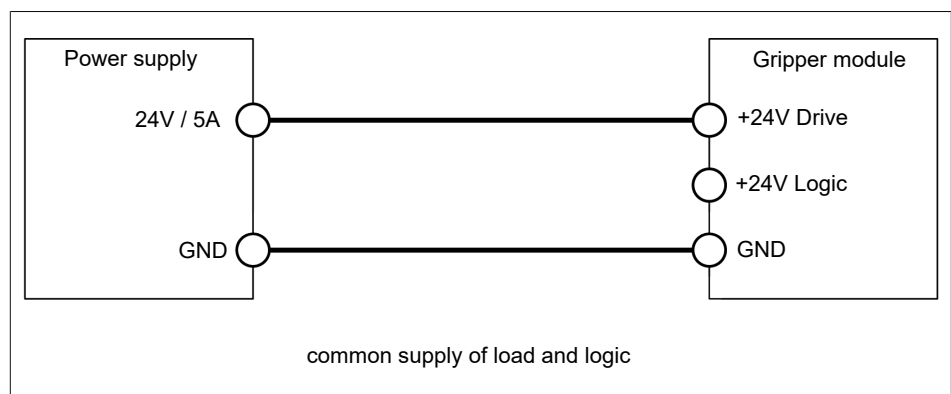 Power supply
Gripper module
24V / 5A
+24V Drive
+24V Logic
GND
GND
common supply of load and logic